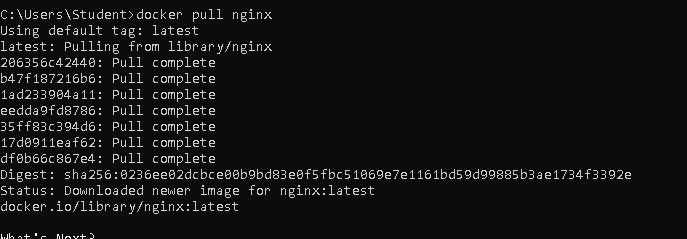 C:\Users\Student>docker pull nginx
Using default tag: latest
latest: Pulling from library/nginx
206356c42440: Pull complete
b47f187216b6: Pull complete
1ad233904a11: Pull complete
eedda9fd8786: Pull complete
35ff83c394d6: Pull complete
17d0911eaf62: Pull complete
df0b66c867e4: Pull complete
Digest: sha256:0236ee02dcbce00b9bd83e0f5fbc51069e7e1161bd59d99885b3ae1734f3392e
Status: Downloaded newer image for nginx:latest
docker.io/library/nginx:latest
What's Next?